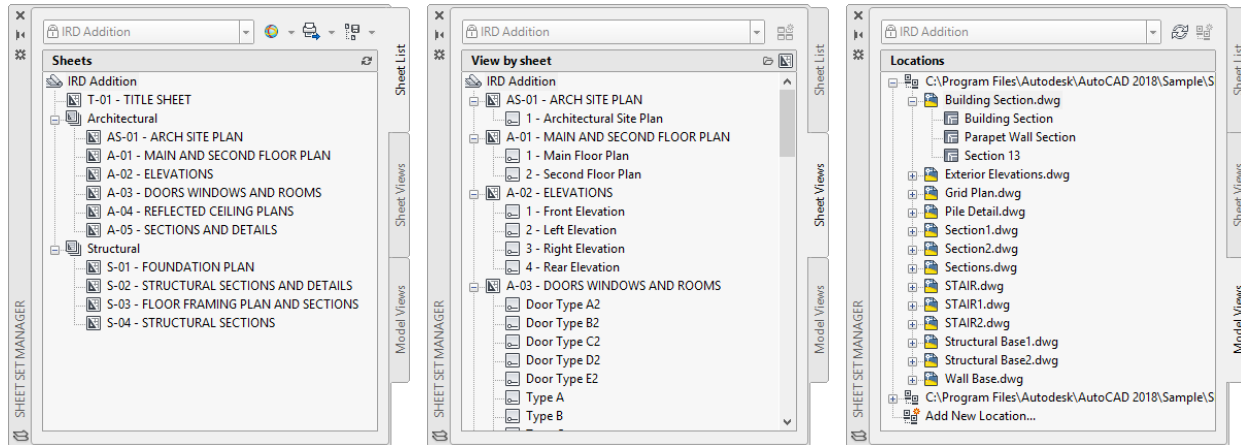 IRD Addition
Sheets
IRD Addition
T-01 - TITLE SHEET
Architectural
AS-01 - ARCH SITE PLAN
A-01 - MAIN AND SECOND FLOOR PLAN
A-02 - ELEVATIONS
A-03 - DOORS WINDOWS AND ROOMS
A-04 - REFLECTED CEILING PLANS
A-05 - SECTIONS AND DETAILS
Structural
S-01 - FOUNDATION PLAN
S-02 - STRUCTURAL SECTIONS AND DETAILS
S-03 - FLOOR FRAMING PLAN AND SECTIONS
S-04 - STRUCTURAL SECTIONS
Sheet List
Sheet Views
Model Views
SHEET SET MANAGER
IRD Addition
View by sheet
IRD Addition
AS-01 - ARCH SITE PLAN
1 - Architectural Site Plan
A-01 - MAIN AND SECOND FLOOR PLAN
1 - Main Floor Plan
2 - Second Floor Plan
A-02 - ELEVATIONS
1 - Front Elevation
2 - Left Elevation
3 - Right Elevation
4 - Rear Elevation
A-03 - DOORS WINDOWS AND ROOMS
Door Type A2
Door Type B2
Door Type C2
Door Type D2
Door Type E2
Type A
Type B
Sheet List
Sheet Views
Model Views
SHEET SET MANAGER
IRD Addition
Locations
C:\Program Files\Autodesk\AutoCAD 2018\Sample\S
Building Section.dwg
Building Section
Parapet Wall Section
Section 13
Exterior Elevations.dwg
Grid Plan.dwg
Pile Detail.dwg
Section1.dwg
Section2.dwg
Sections.dwg
STAIR.dwg
STAIR1.dwg
STAIR2.dwg
Structural Base1.dwg
Structural Base2.dwg
Wall Base.dwg
C:\Program Files\Autodesk\AutoCAD 2018\Sample\S
Add New Location...
Sheet List
Sheet Views
Model Views
SHEET SET MANAGER